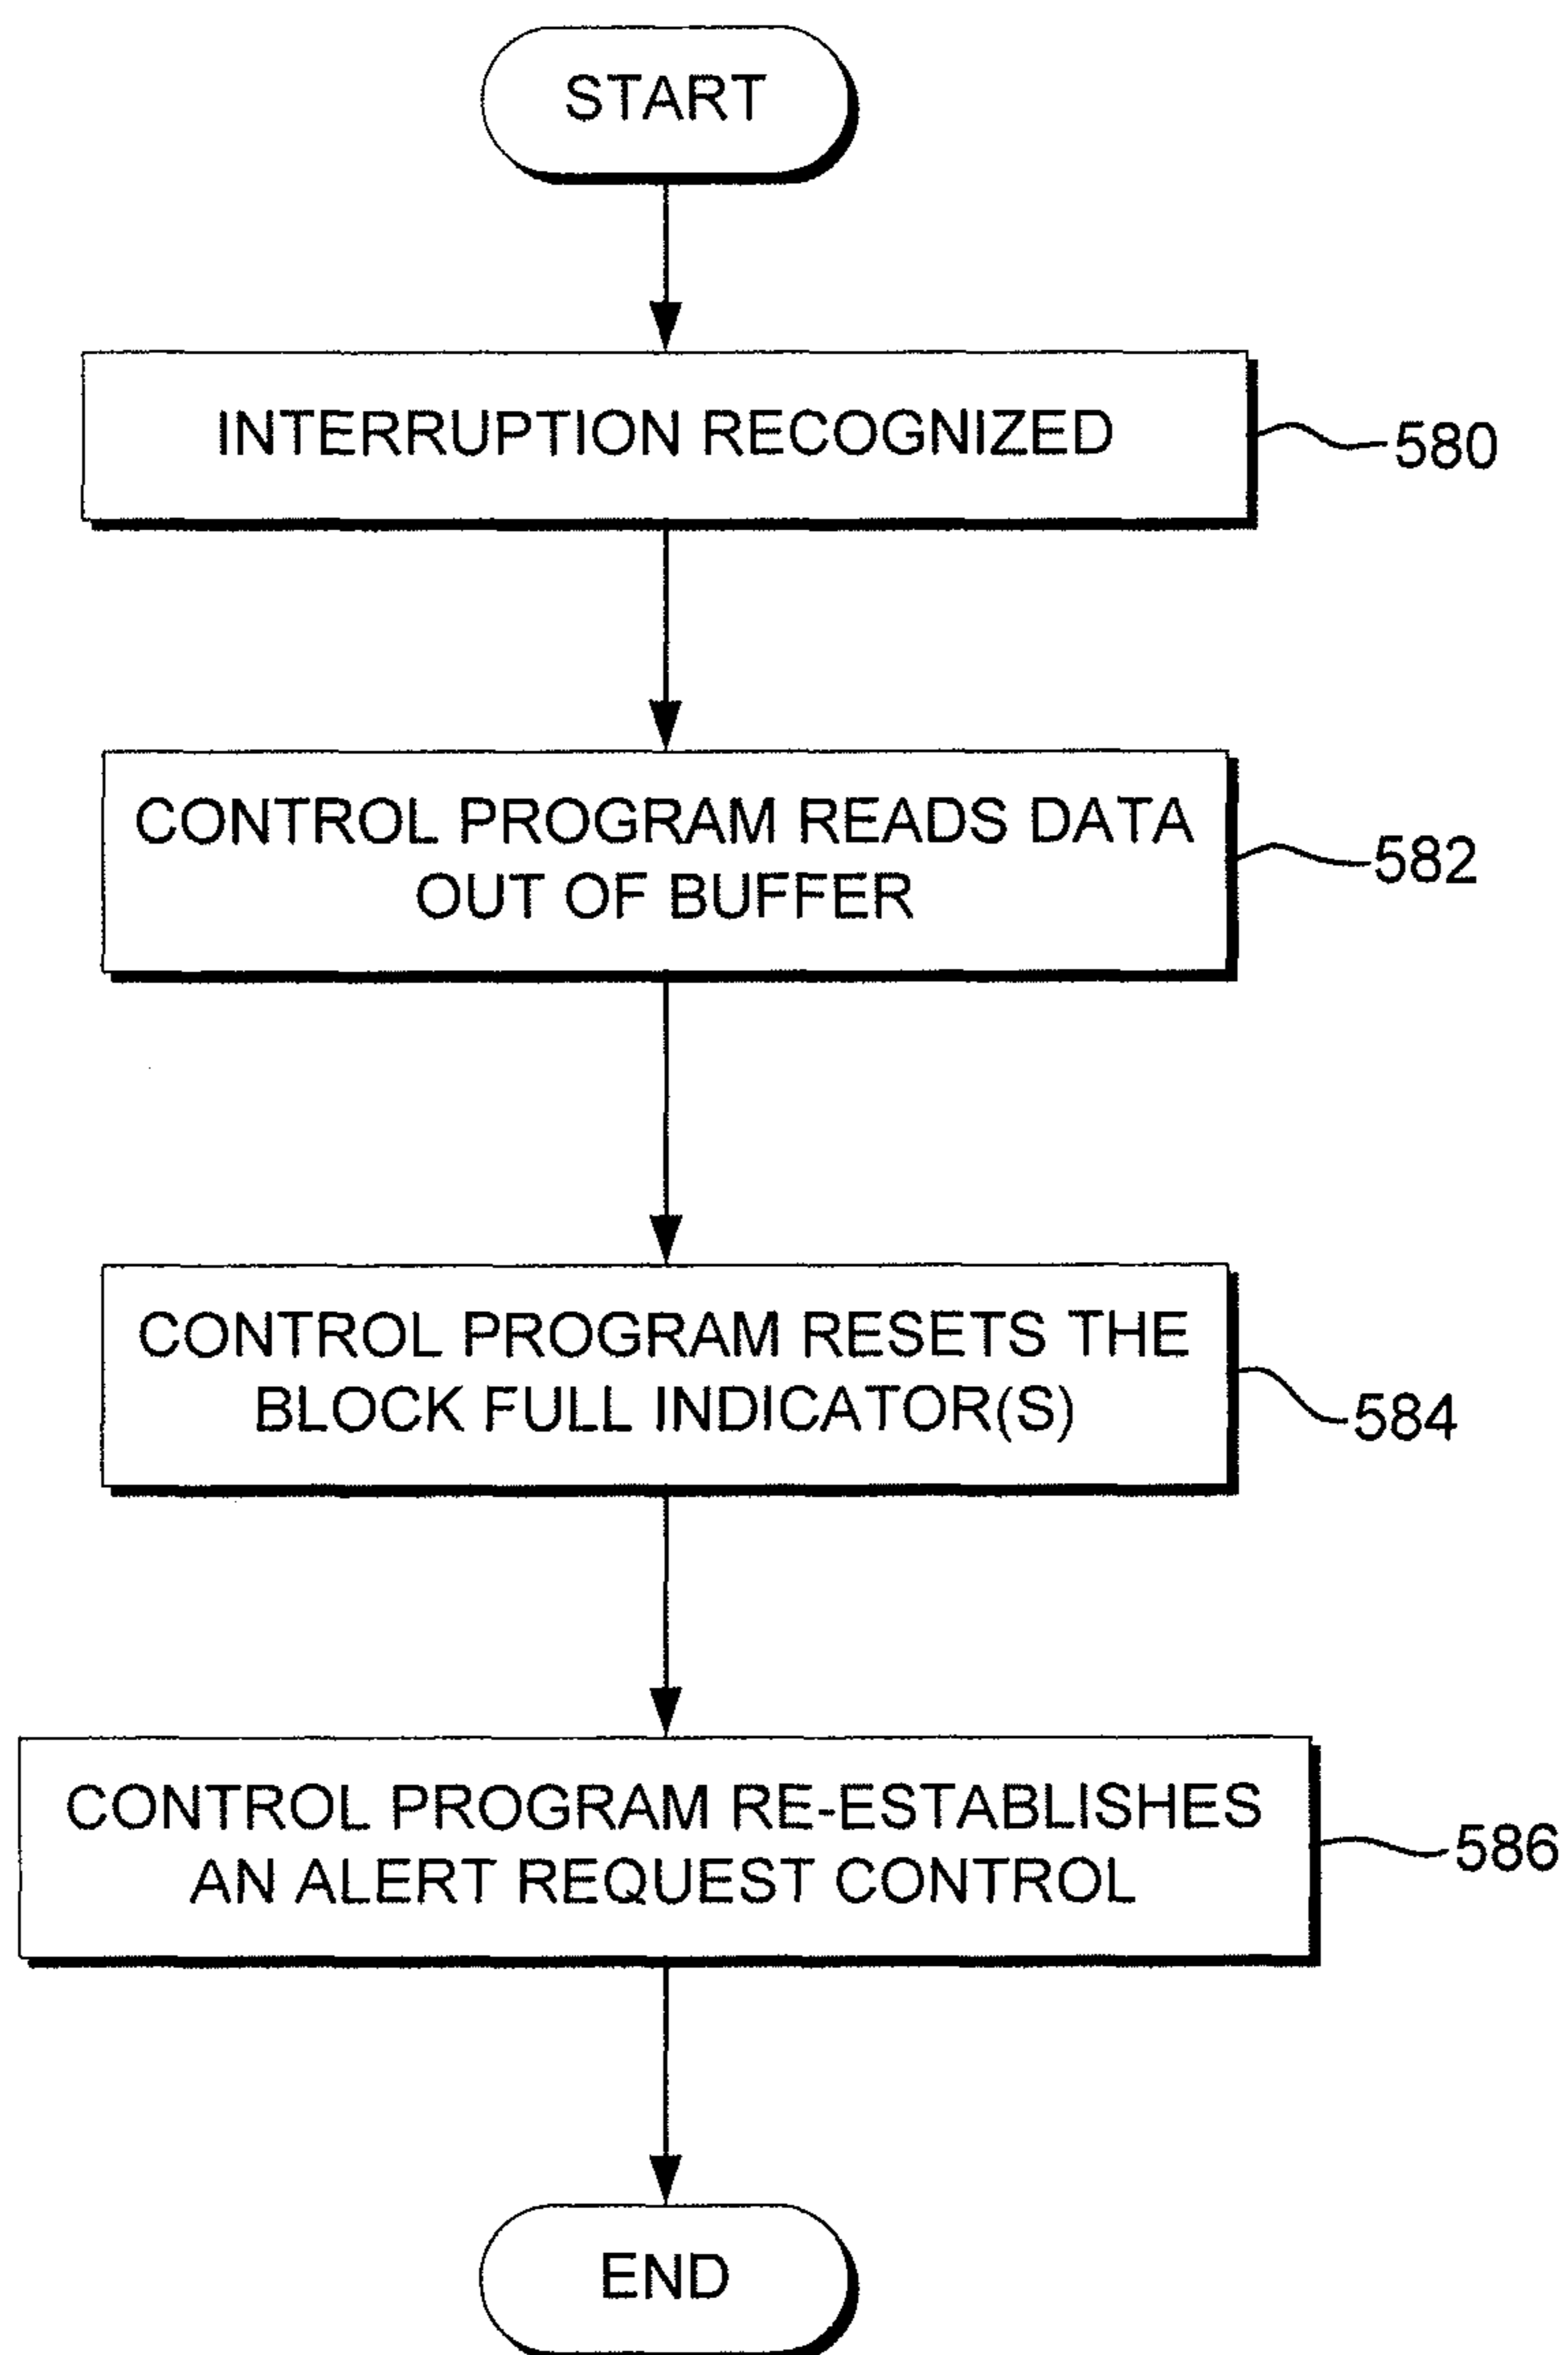 START
INTERRUPTION RECOGNIZED
580
CONTROL PROGRAM READS DATA
OUT OF BUFFER
582
CONTROL PROGRAM RESETS THE
BLOCK FULL INDICATOR(S)
584
CONTROL PROGRAM RE-ESTABLISHES
AN ALERT REQUEST CONTROL
586
END